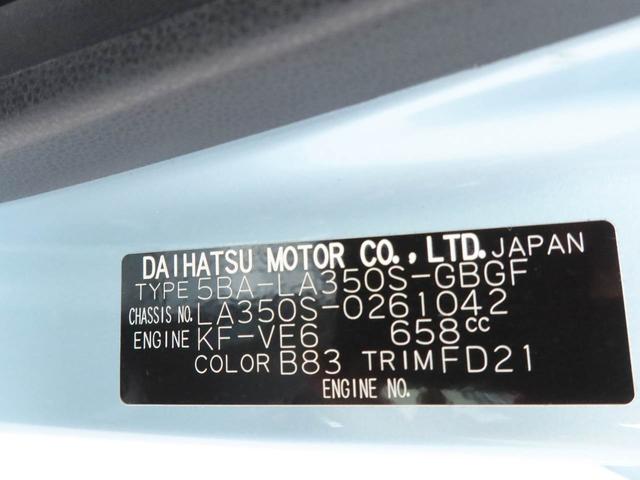 DAIHATSU MOTOR CO., LTD. JAPAN
TYPE 5BA-LA350S-GBGF
CHASSIS NO. LA350S-0261042
ENGINE KF-VE6 658cc
COLOR B83 TRIM FD21
ENGINE NO.